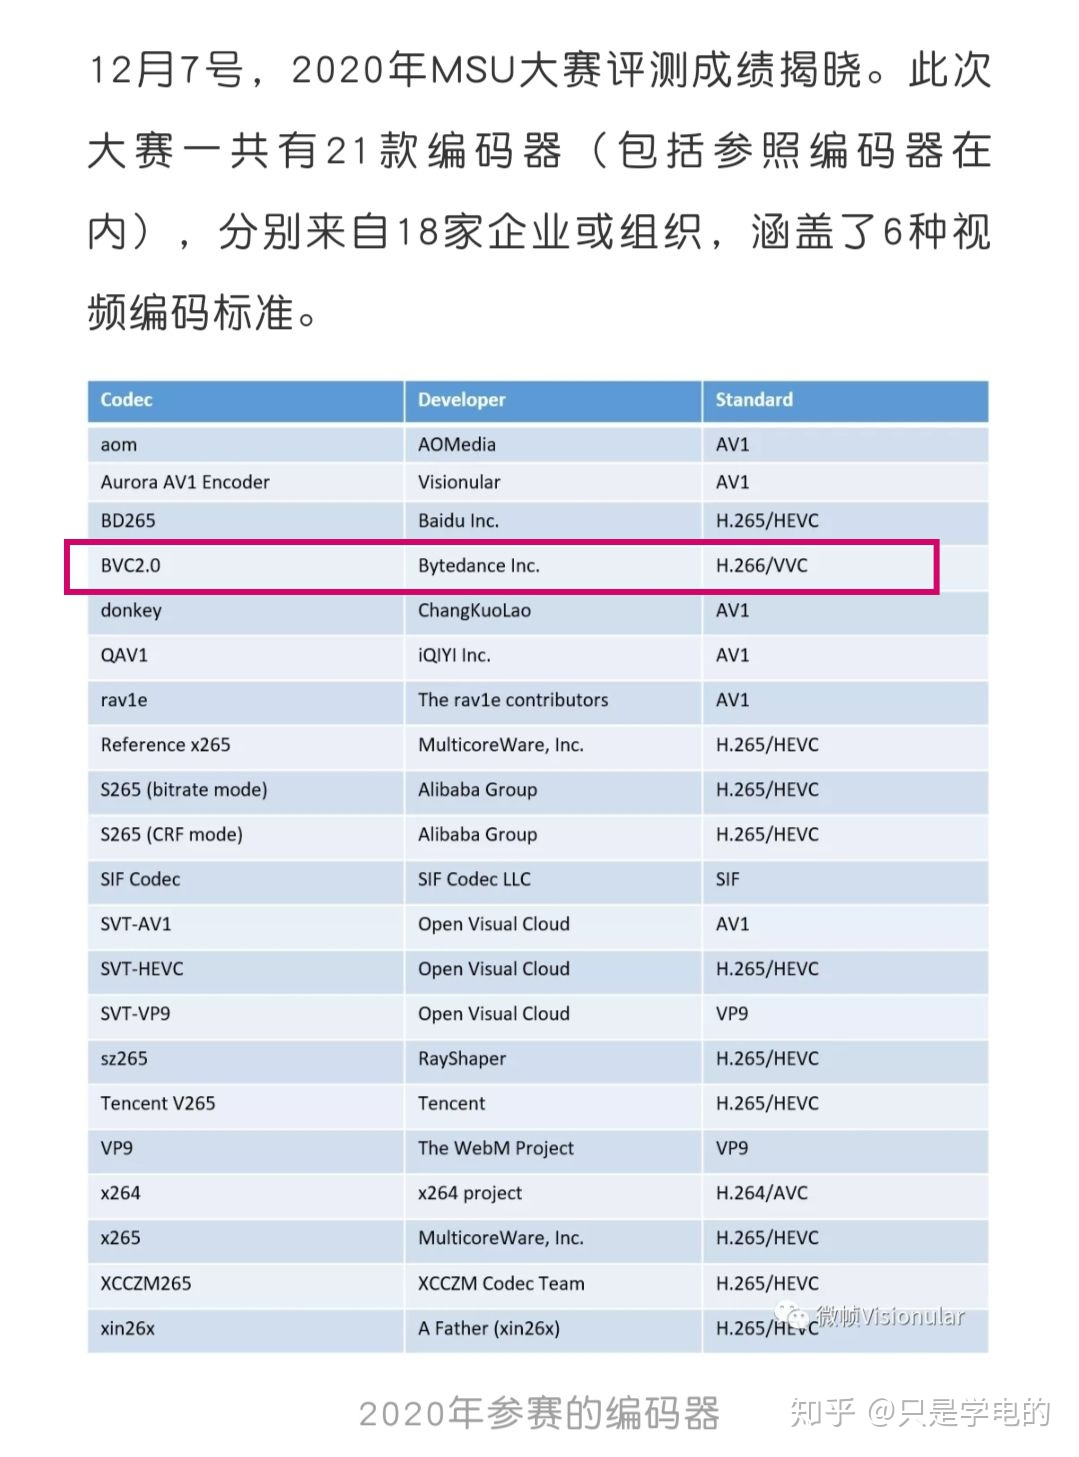 12月7号，2020年MSU大赛评测成绩揭晓。此次
大赛一共有21款编码器（包括参照编码器在
内），分别来自18家企业或组织，涵盖了6种视
频编码标准。
Codec Developer Standard
aom AOMedia AV1
Aurora AV1 Encoder Visionular AV1
BD265 Baidu Inc. H.265/HEVC
BVC2.0 Bytedance Inc. H.266/VVC
donkey ChangKuoLao AV1
QAV1 iQIYI Inc. AV1
rav1e The rav1e contributors AV1
Reference x265 MulticoreWare, Inc. H.265/HEVC
S265 (bitrate mode) Alibaba Group H.265/HEVC
S265 (CRF mode) Alibaba Group H.265/HEVC
SIF Codec SIF Codec LLC SIF
SVT-AV1 Open Visual Cloud AV1
SVT-HEVC Open Visual Cloud H.265/HEVC
SVT-VP9 Open Visual Cloud VP9
sz265 RayShaper H.265/HEVC
Tencent V265 Tencent H.265/HEVC
VP9 The WebM Project VP9
x264 x264 project H.264/AVC
x265 MulticoreWare, Inc. H.265/HEVC
XCCZM265 XCCZM Codec Team H.265/HEVC
微帧Visionular
xin26x A Father (xin26x) H.265/HEVC
2020年参赛的编码器
知乎 @只是学电的